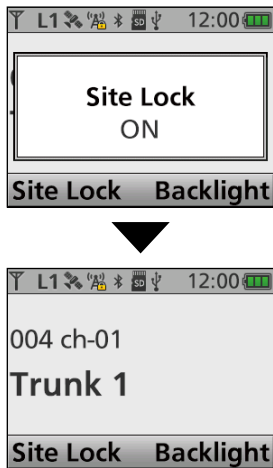 L1 12:00
Site Lock
ON
Site Lock Backlight
L1 12:00
004 ch-01
Trunk 1
Site Lock Backlight